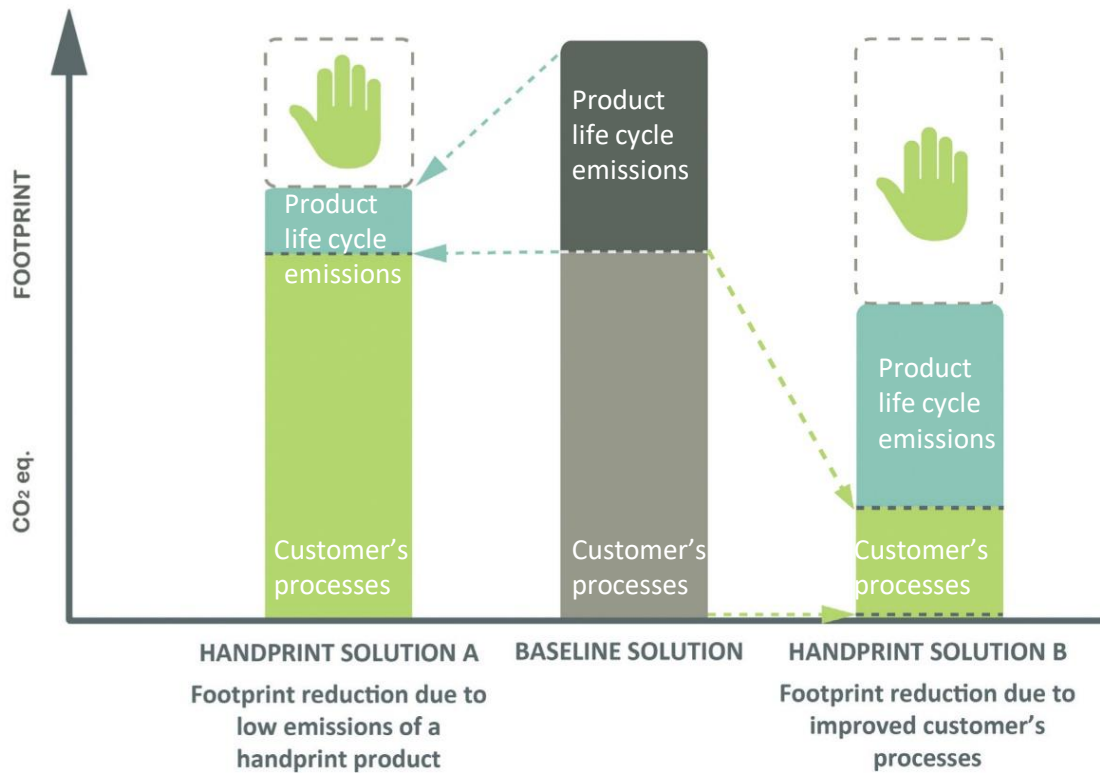 FOOTPRINT
CO₂ eq.
Product
life cycle
emissions
Customer’s
processes
Product
life cycle
emissions
Customer’s
processes
Product
life cycle
emissions
Customer’s
processes
HANDPRINT SOLUTION A
Footprint reduction due to
low emissions of a
handprint product
BASELINE SOLUTION
HANDPRINT SOLUTION B
Footprint reduction due to
improved customer’s
processes